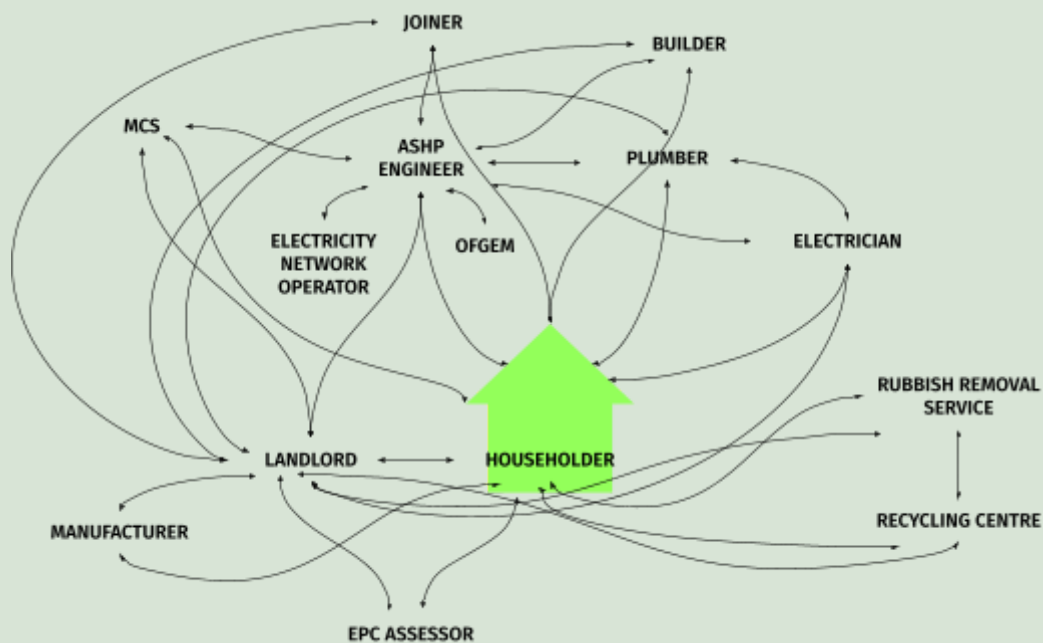 JOINER
BUILDER
MCS
ASHP
ENGINEER
PLUMBER
ELECTRICITY
NETWORK
OPERATOR
OFGEM
ELECTRICIAN
RUBBISH REMOVAL
SERVICE
LANDLORD
HOUSEHOLDER
MANUFACTURER
RECYCLING CENTRE
EPC ASSESSOR